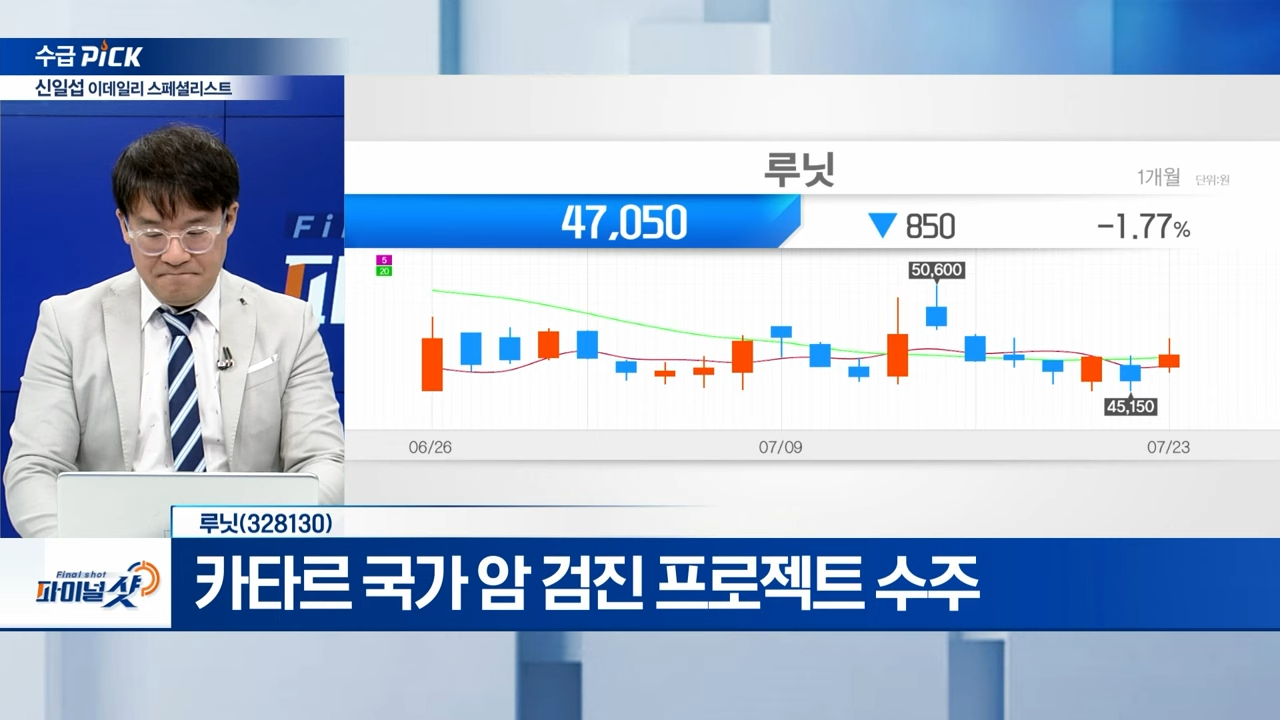 수급 PiCK
신일섭 이데일리 스페셜리스트
루닛
1개월 단위:원
47,050 ▼ 850 -1.77%
5
20
50,600
45,150
06/26 07/09 07/23
루닛(328130)
Final shot
파이널샷
카타르 국가 암 검진 프로젝트 수주